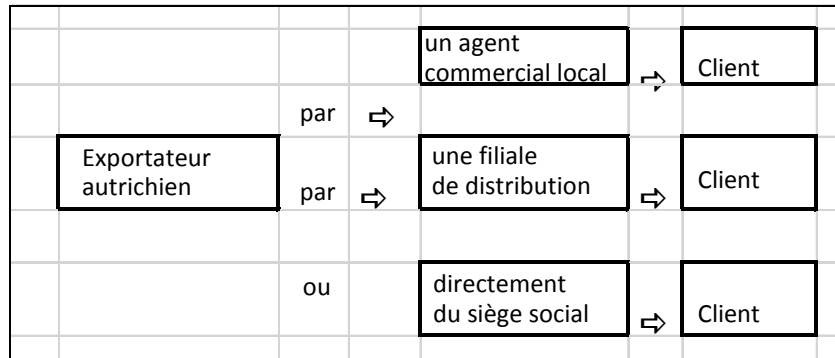 un agent
commercial local
Client
par
Exportateur
autrichien
par
une filiale
de distribution
Client
ou
directement
du siège social
Client